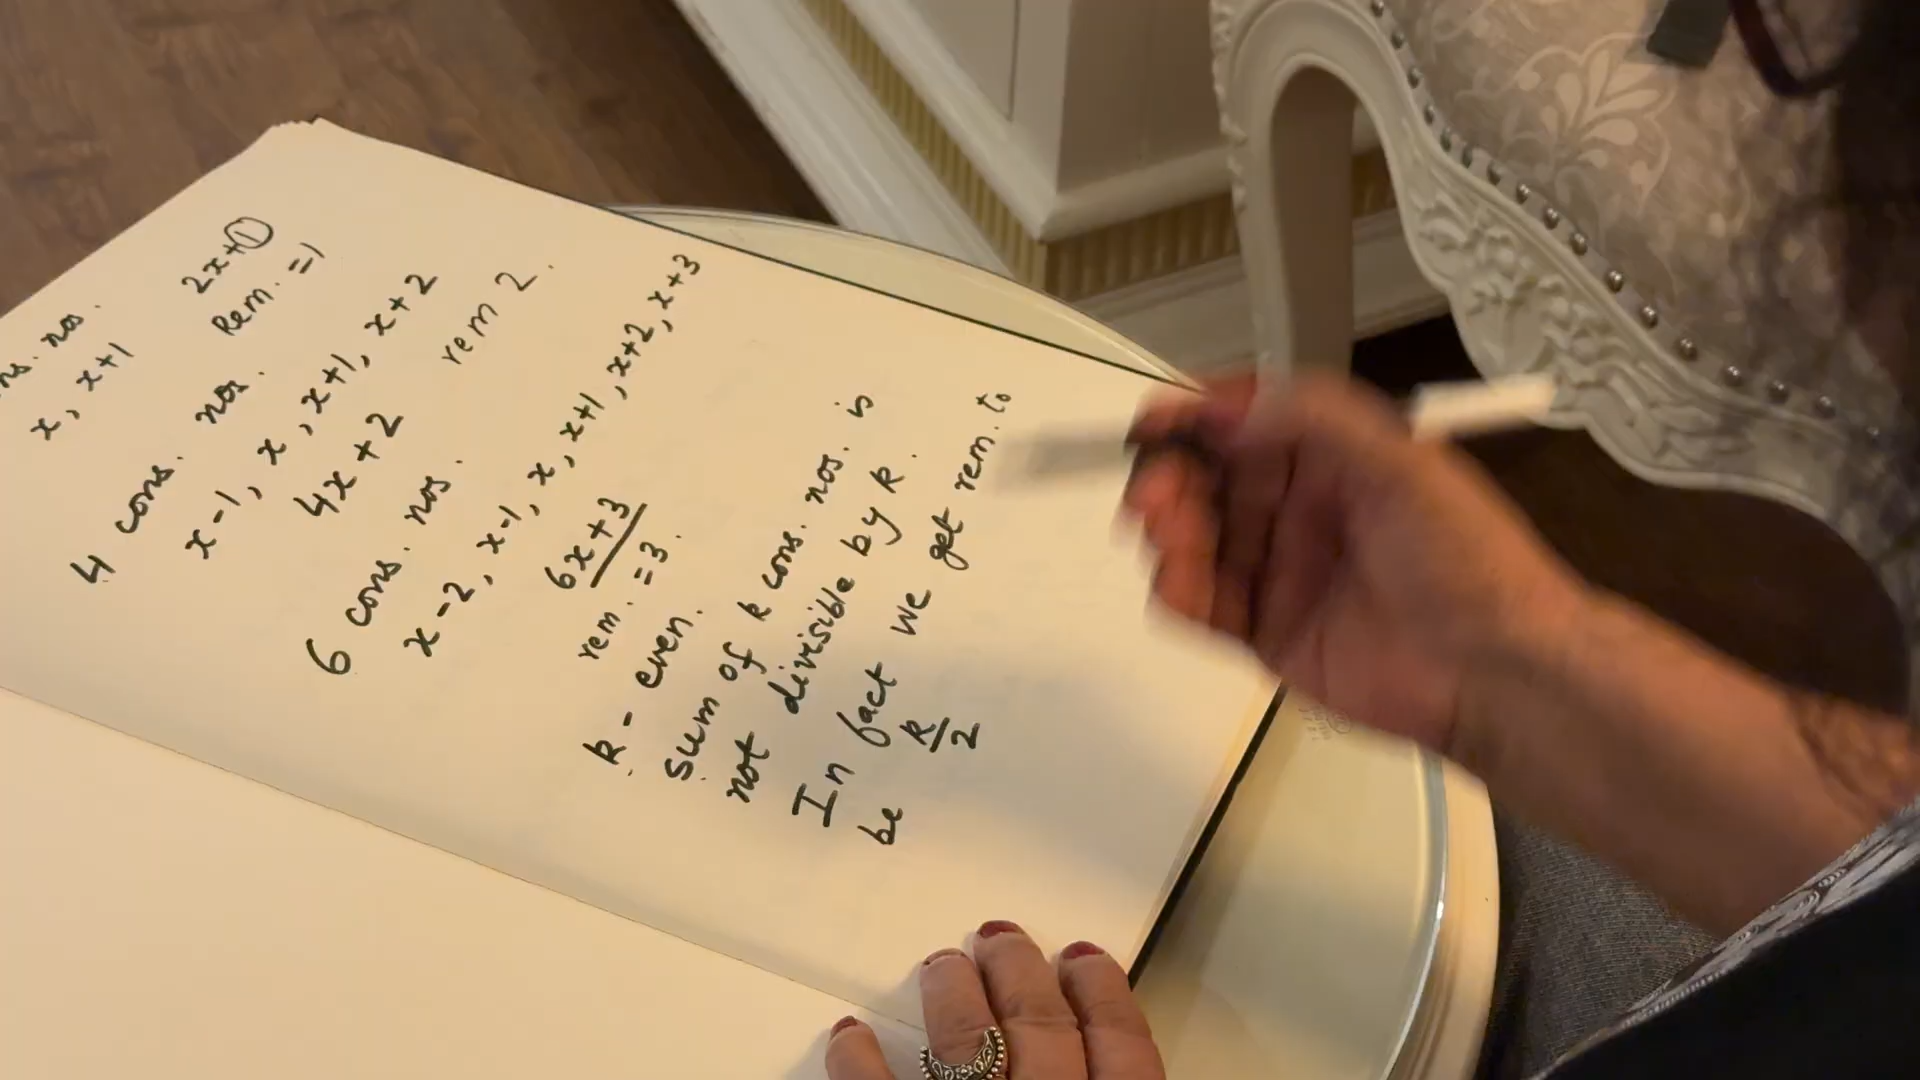 nos.
x, x+1
2x+1
Rem. = 1
4 cons. nos.
x-1, x, x+1, x+2
4x+2
rem 2.
6 cons. nos.
x-2, x-1, x, x+1, x+2, x+3
6x+3
rem. = 3.
k - even.
sum of k cons. nos. is
not divisible by k.
In fact we get rem. to
be k/2